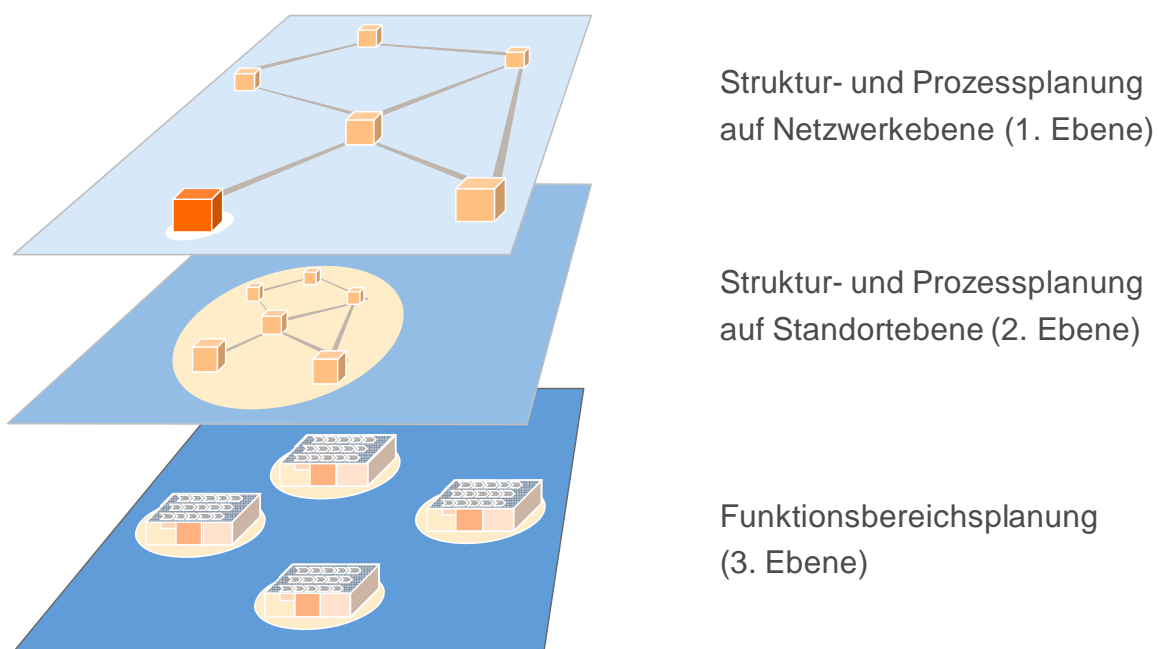 Struktur- und Prozessplanung
auf Netzwerkebene (1. Ebene)
Struktur- und Prozessplanung
auf Standortebene (2. Ebene)
Funktionsbereichsplanung
(3. Ebene)